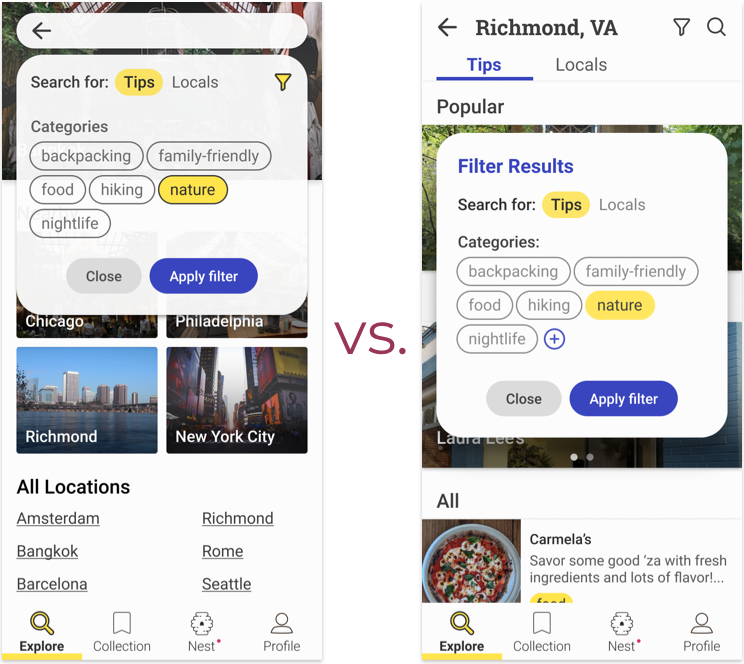 Search for: Tips Locals
Categories
backpacking family-friendly
food hiking nature
nightlife
Close Apply filter
Chicago Philadelphia
Richmond New York City
All Locations
Amsterdam Richmond
Bangkok Rome
Barcelona Seattle
Explore Collection Nest Profile
vs.
Richmond, VA
Tips Locals
Popular
Filter Results
Search for: Tips Locals
Categories:
backpacking family-friendly
food hiking nature
nightlife
Close Apply filter
Laura Lee's
All
Carmela's
Savor some good ‘za with fresh
ingredients and lots of flavor!...
food
Explore Collection Nest Profile